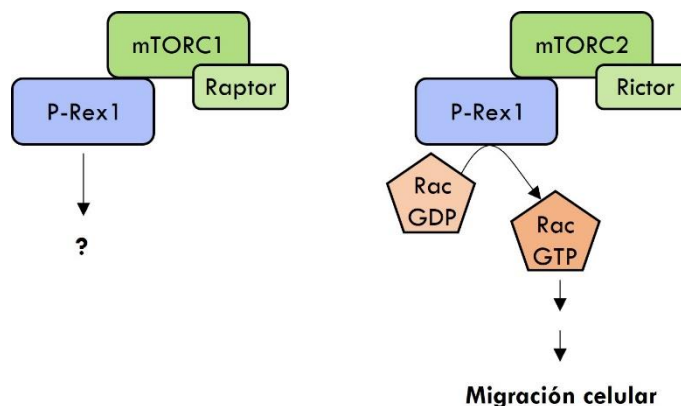 mTORC1
Raptor
P-Rex1
?
mTORC2
Rictor
P-Rex1
Rac
GDP
Rac
GTP
Migración celular